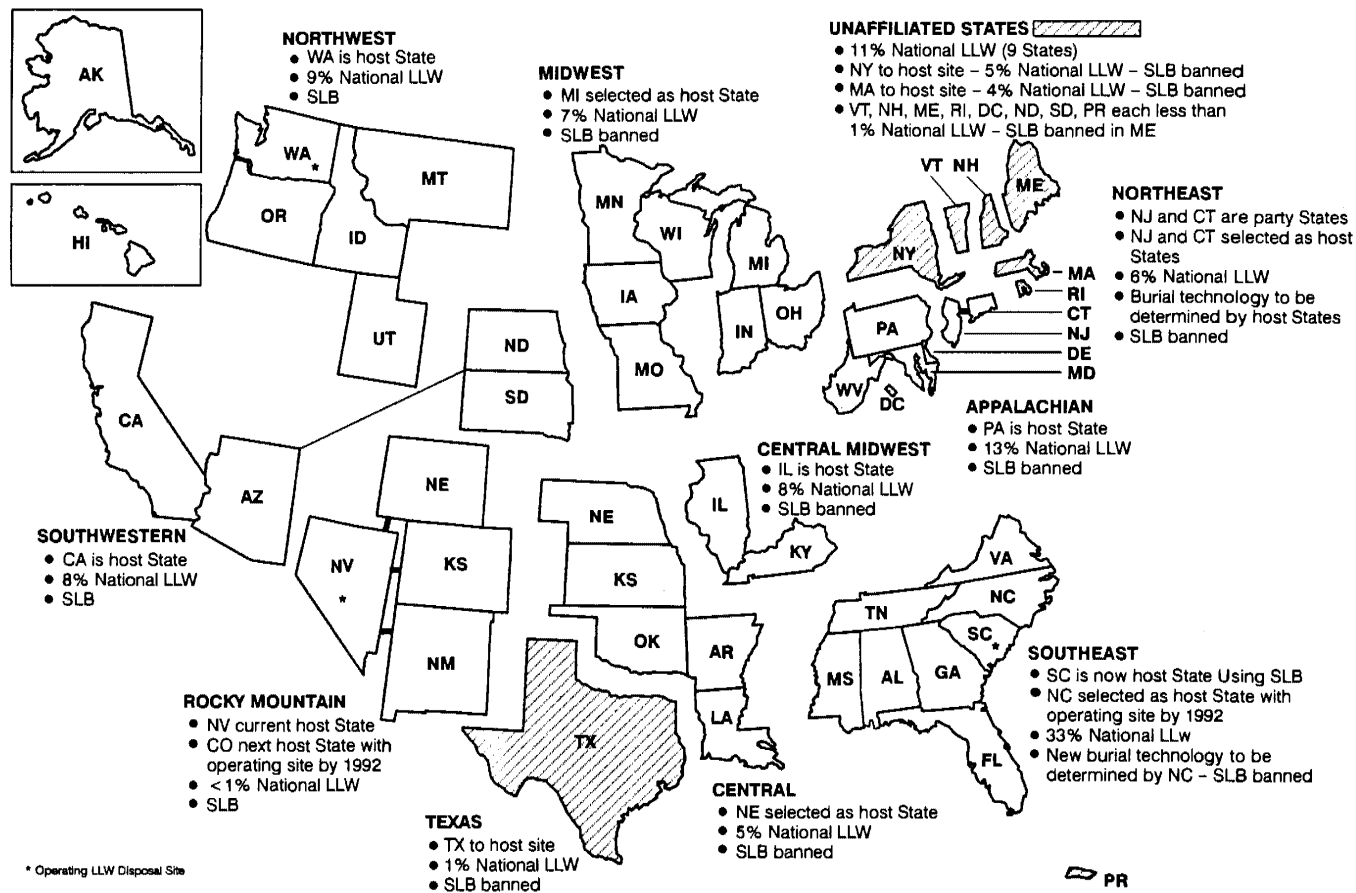 AK
HI
NORTHWEST
• WA is host State
• 9% National LLW
• SLB
MIDWEST
• MI selected as host State
• 7% National LLW
• SLB banned
UNAFFILIATED STATES
• 11% National LLW (9 States)
• NY to host site – 5% National LLW – SLB banned
• MA to host site – 4% National LLW – SLB banned
• VT, NH, ME, RI, DC, ND, SD, PR each less than
1% National LLW – SLB banned in ME
WA
*
MT
OR
ID
UT
MN
WI
MI
IA
IN
OH
MO
VT NH
ME
NY
NORTHEAST
• NJ and CT are party States
• NJ and CT selected as host
States
• 6% National LLW
• Burial technology to be
determined by host States
• SLB banned
MA
RI
CT
NJ
DE
MD
PA
WV
DC
APPALACHIAN
• PA is host State
• 13% National LLW
• SLB banned
ND
SD
CA
AZ
SOUTHWESTERN
• CA is host State
• 8% National LLW
• SLB
CENTRAL MIDWEST
• IL is host State
• 8% National LLW
• SLB banned
IL
KY
NE
KS
NV
*
NM
ROCKY MOUNTAIN
• NV current host State
• CO next host State with
operating site by 1992
• <1% National LLW
• SLB
NE
KS
OK
AR
LA
CENTRAL
• NE selected as host State
• 5% National LLW
• SLB banned
TX
TEXAS
• TX to host site
• 1% National LLW
• SLB banned
VA
NC
TN
SC
*
MS
AL
GA
FL
SOUTHEAST
• SC is now host State Using SLB
• NC selected as host State with
operating site by 1992
• 33% National LLw
• New burial technology to be
determined by NC – SLB banned
PR
* Operating LLW Disposal Site